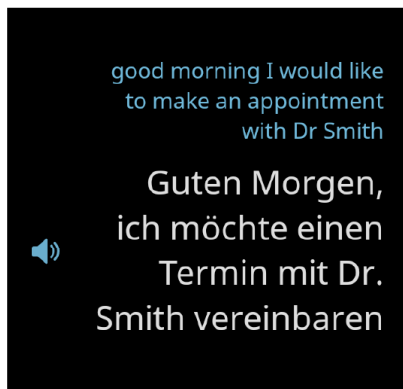 good morning I would like
to make an appointment
with Dr Smith
Guten Morgen,
ich möchte einen
Termin mit Dr.
Smith vereinbaren